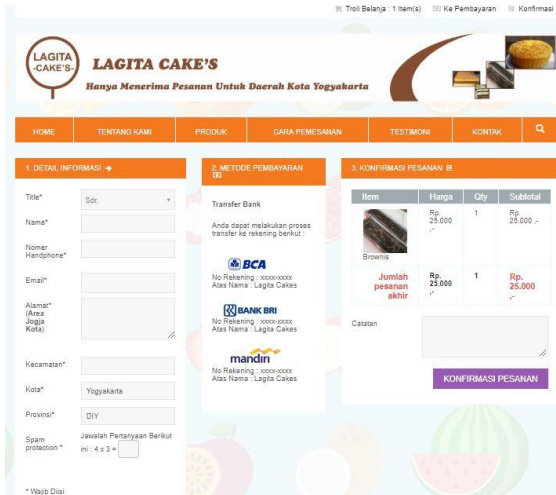 Troli Belanja : 1 Item(s) Ke Pembayaran Konfirmasi
LAGITA
-CAKE'S-
LAGITA CAKE'S
Hanya Menerima Pesanan Untuk Daerah Kota Yogyakarta
HOME TENTANG KAMI PRODUK CARA PEMESANAN TESTIMONI KONTAK
1. DETAIL INFORMASI
Title*
Sdr.
Nama*
Nomer
Handphone*
Email*
Alamat*
(Area
Jogja
Kota)
Kecamatan*
Kota*
Yogyakarta
Provinsi*
DIY
Spam
protection *
Jawalah Pertanyaan Berikut
ini : 4 x 3 =
* Wajib Diisi
2. METODE PEMBAYARAN
Transfer Bank
Anda dapat melakukan proses
transfer ke rekening berikut :
BCA
No Rekening : xxxx-xxxx
Atas Nama : Lagita Cakes
BANK BRI
No Rekening : xxxx-xxxx
Atas Nama : Lagita Cakes
mandiri
No Rekening : xxxx-xxxx
Atas Nama : Lagita Cakes
3. KONFIRMASI PESANAN
Item Harga Qty Subtotal
Brownis
Rp.
25.000
,-
1
Rp.
25.000 ,-
Jumlah
pesanan
akhir
Rp.
25.000
,-
1
Rp.
25.000
,-
Catatan
KONFIRMASI PESANAN